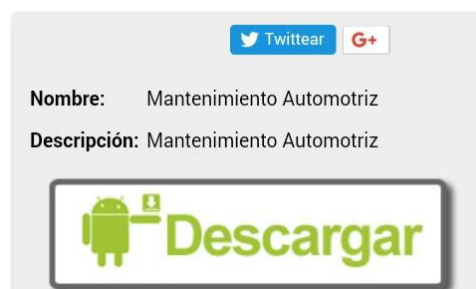 Twittear G+
Nombre: Mantenimiento Automotriz
Descripción: Mantenimiento Automotriz
Descargar